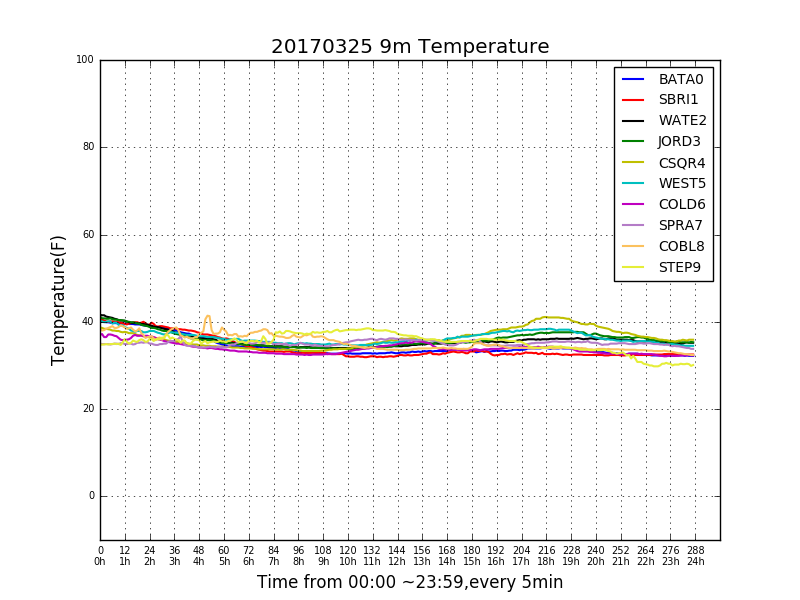 20170325 9m Temperature
100
80
60
40
20
0
Temperature(F)
BATA0
SBRI1
WATE2
JORD3
CSQR4
WEST5
COLD6
SPRA7
COBL8
STEP9
0 12 24 36 48 60 72 84 96 108 120 132 144 156 168 180 192 204 216 228 240 252 264 276 288
0h 1h 2h 3h 4h 5h 6h 7h 8h 9h 10h 11h 12h 13h 14h 15h 16h 17h 18h 19h 20h 21h 22h 23h 24h
Time from 00:00 ~23:59,every 5min